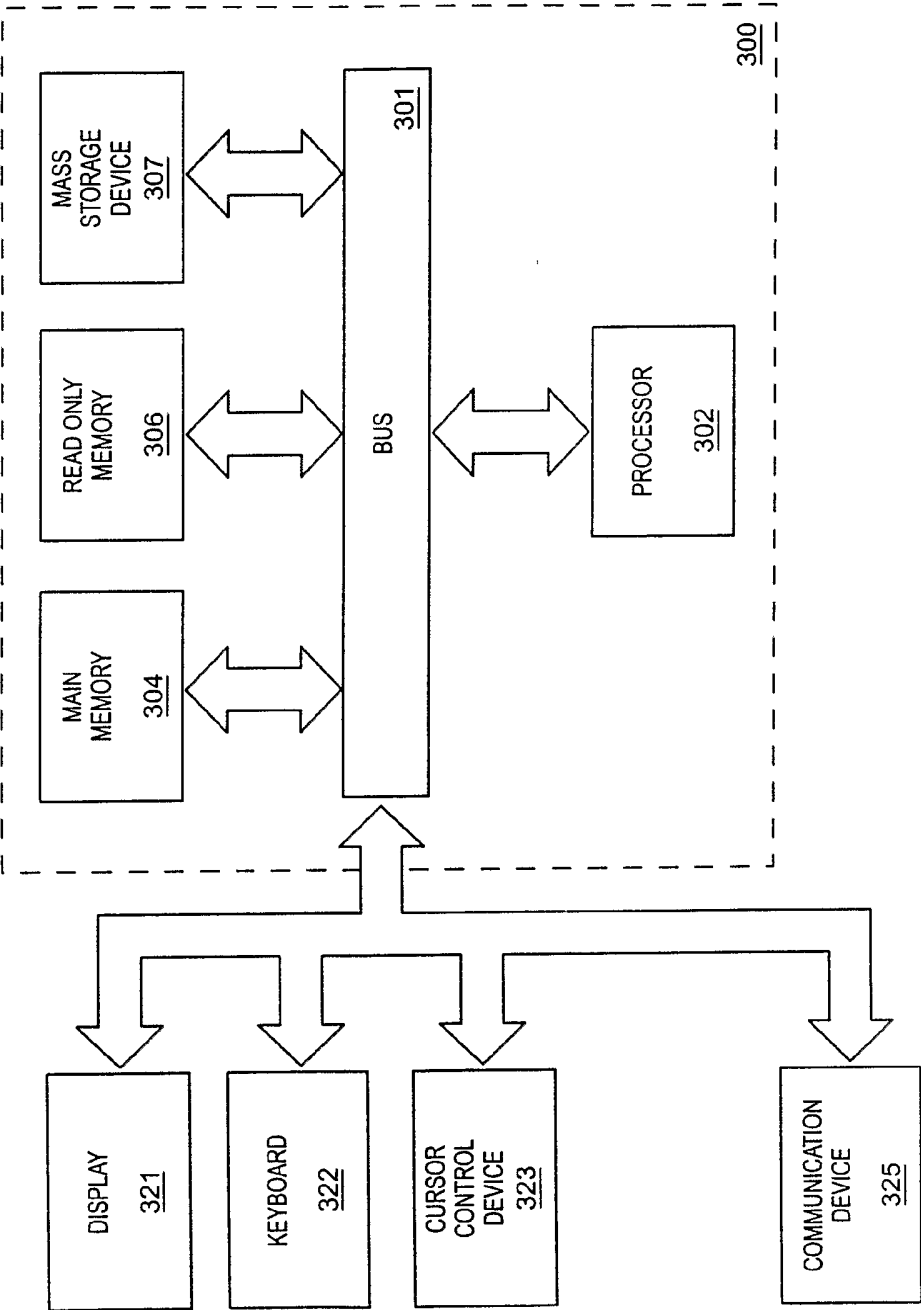 DISPLAY
321
KEYBOARD
322
CURSOR
CONTROL
DEVICE
323
COMMUNICATION
DEVICE
325
MAIN
MEMORY
304
READ ONLY
MEMORY
306
MASS
STORAGE
DEVICE
307
BUS
301
PROCESSOR
302
300